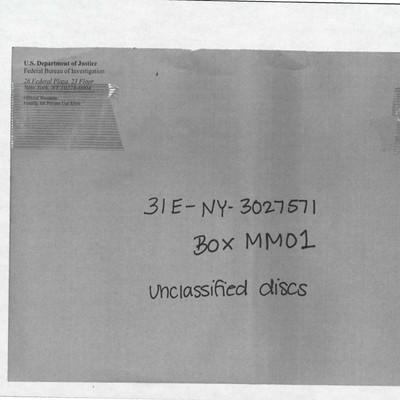 U.S. Department of Justice
Federal Bureau of Investigation
26 Federal Plaza, 23 Floor
New York, NY 10278-0004
Official Business
Penalty for Private Use $300
31E-NY-3027571
Box MM01
Unclassified discs